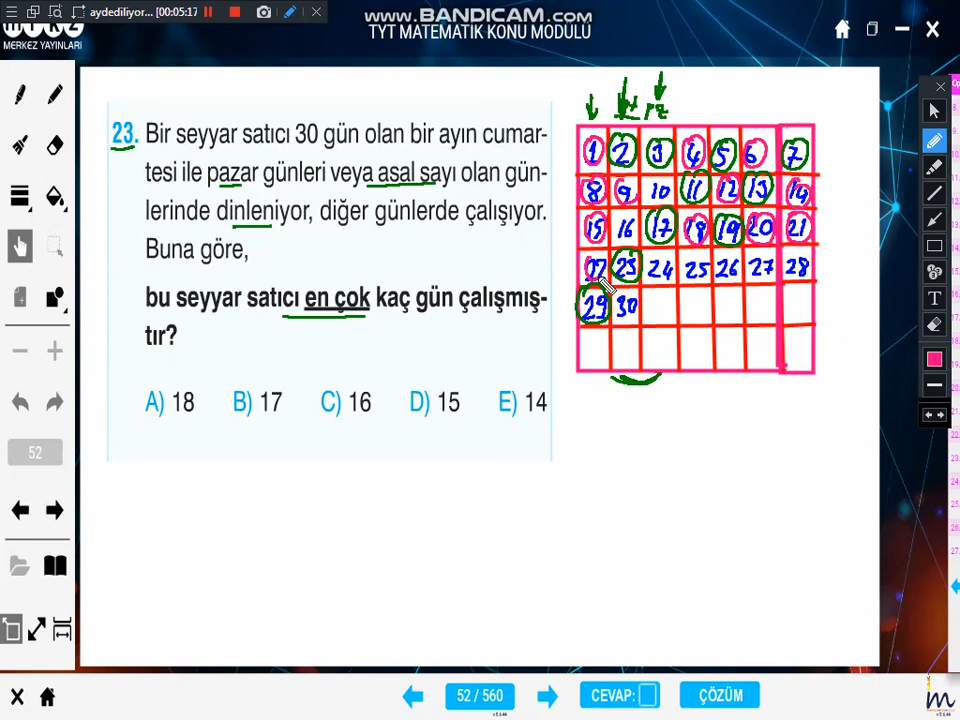 aydediliyor... [00:05:17]
www.BANDICAM.com
MERKEZ YAYINLARI
TYT MATEMATİK KONU MODÜLU
23. Bir seyyar satıcı 30 gün olan bir ayın cumar-
tesi ile pazar günleri veya asal sayı olan gün-
lerinde dinleniyor, diğer günlerde çalışıyor.
Buna göre,
bu seyyar satıcı en çok kaç gün çalışmış-
tır?
A) 18 B) 17 C) 16 D) 15 E) 14
Pz
1 2 3 4 5 6 7
8 9 10 11 12 13 14
15 16 17 18 19 20 21
22 23 24 25 26 27 28
29 30
52
52 / 560
CEVAP:
ÇÖZÜM